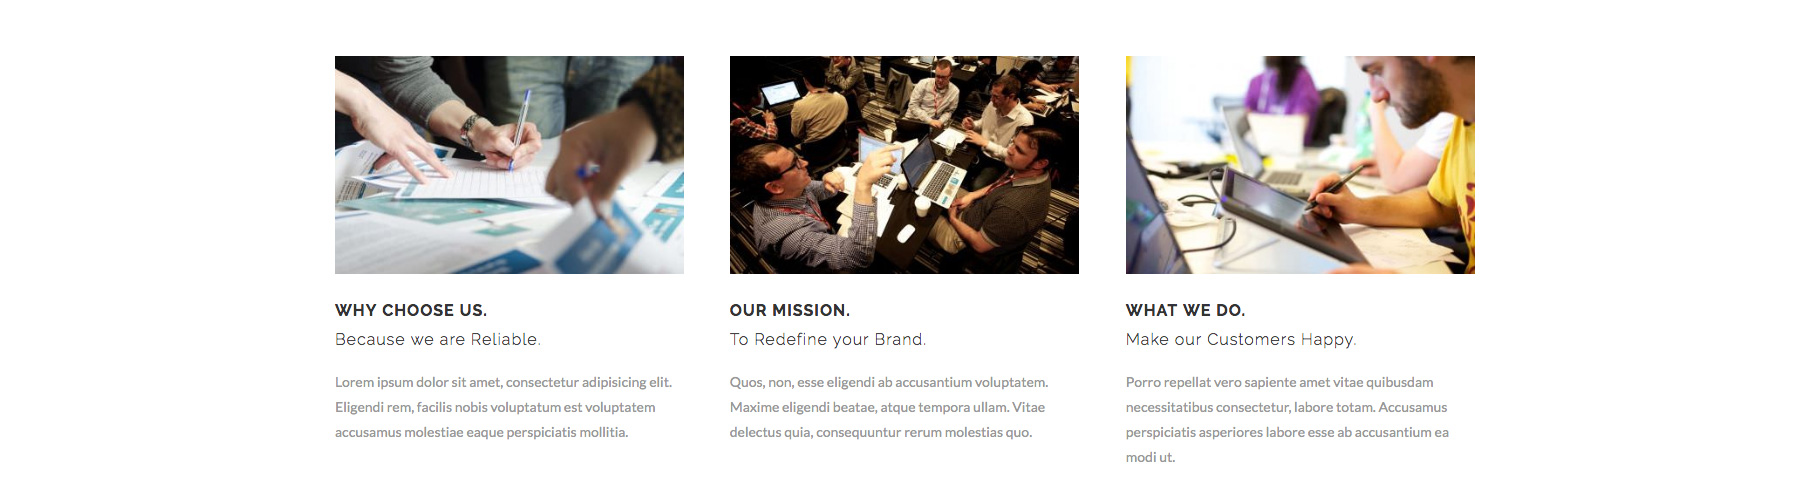 WHY CHOOSE US.
Because we are Reliable.
Lorem ipsum dolor sit amet, consectetur adipisicing elit.
Eligendi rem, facilis nobis voluptatum est voluptatem
accusamus molestiae eaque perspiciatis mollitia.
OUR MISSION.
To Redefine your Brand.
Quos, non, esse eligendi ab accusantium voluptatem.
Maxime eligendi beatae, atque tempora ullam. Vitae
delectus quia, consequuntur rerum molestias quo.
WHAT WE DO.
Make our Customers Happy.
Porro repellat vero sapiente amet vitae quibusdam
necessitatibus consectetur, labore totam. Accusamus
perspiciatis asperiores labore esse ab accusantium ea
modi ut.